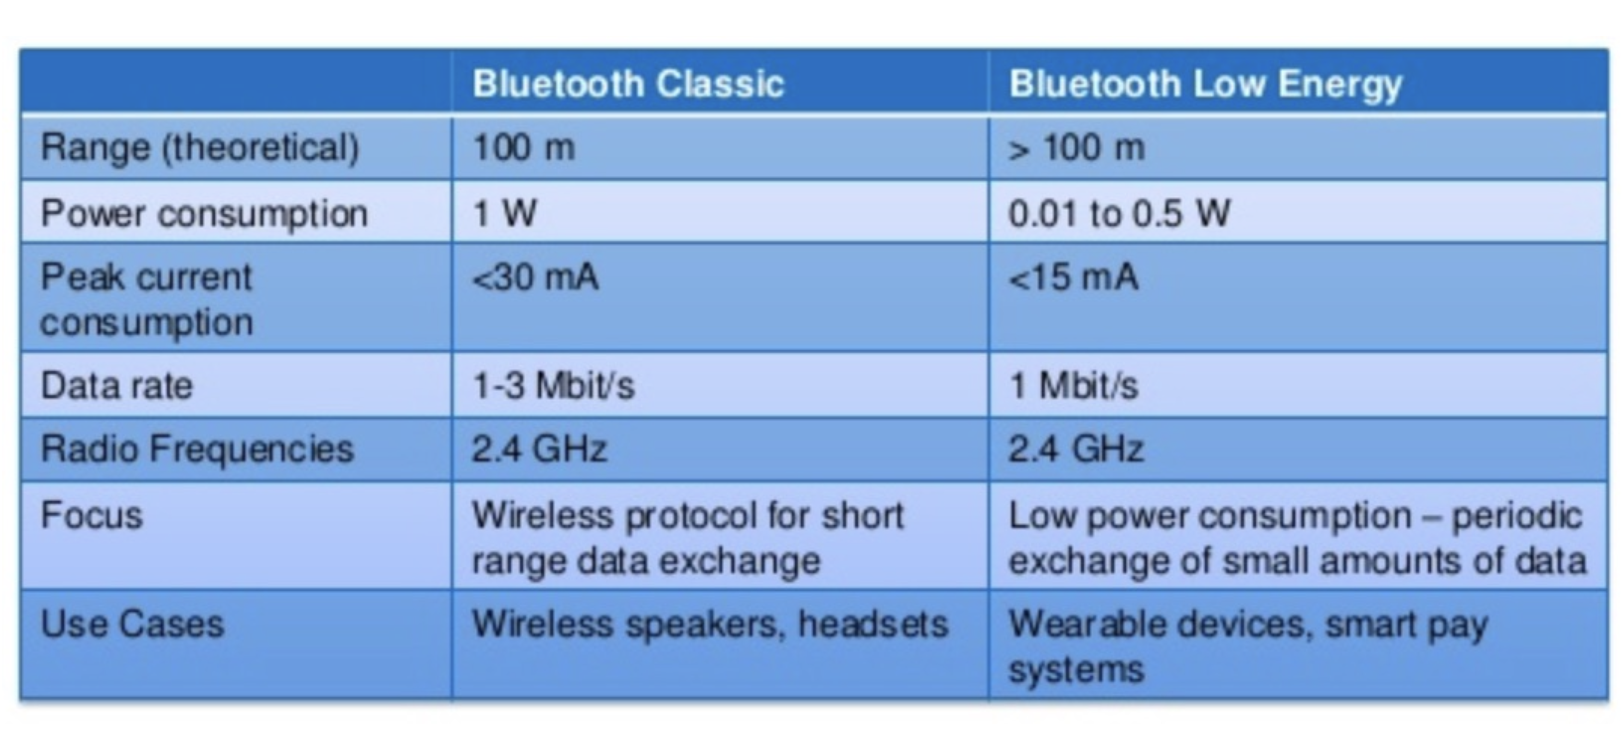 Bluetooth Classic Bluetooth Low Energy
Range (theoretical) 100 m > 100 m
Power consumption 1 W 0.01 to 0.5 W
Peak current <30 mA <15 mA
consumption
Data rate 1-3 Mbit/s 1 Mbit/s
Radio Frequencies 2.4 GHz 2.4 GHz
Focus Wireless protocol for short Low power consumption – periodic
range data exchange exchange of small amounts of data
Use Cases Wireless speakers, headsets Wearable devices, smart pay
systems